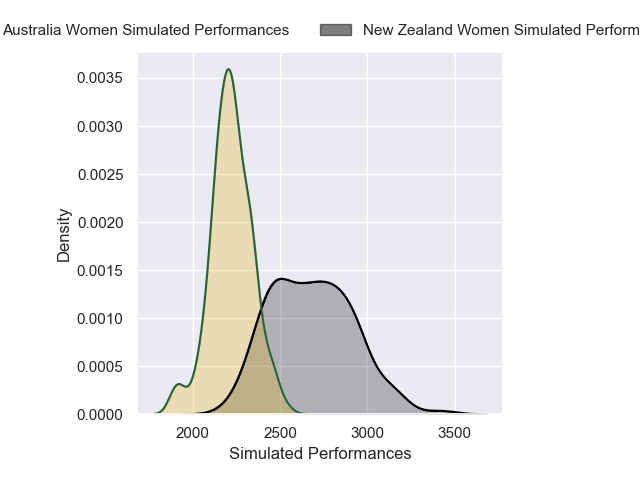 Australia Women Simulated Performances New Zealand Women Simulated Perform
0.0035
0.0030
0.0025
0.0020
0.0015
0.0010
0.0005
0.0000
Density
2000 2500 3000 3500
Simulated Performances